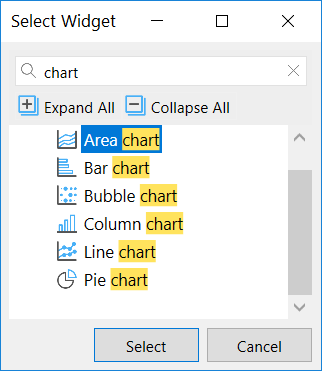 Select Widget
chart
Expand All Collapse All
Area chart
Bar chart
Bubble chart
Column chart
Line chart
Pie chart
Select Cancel